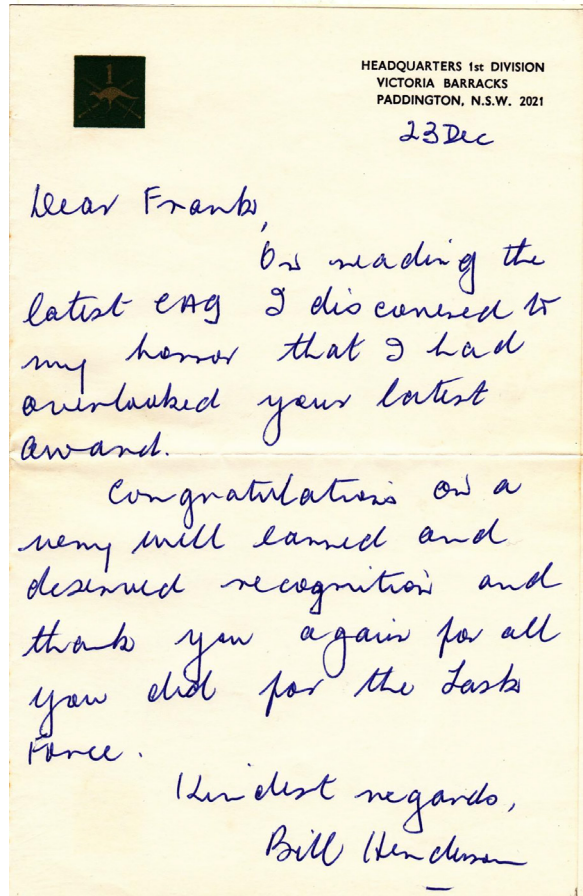 1
HEADQUARTERS 1st DIVISION
VICTORIA BARRACKS
PADDINGTON, N.S.W. 2021
23 Dec
Dear Frank,
On reading the
latest CAG I discovered to
my horror that I had
overlooked your latest
award.
Congratulations on a
very well earned and
deserved recognition and
thank you again for all
you did for the Task
Force.
Kindest regards,
Bill Henderson